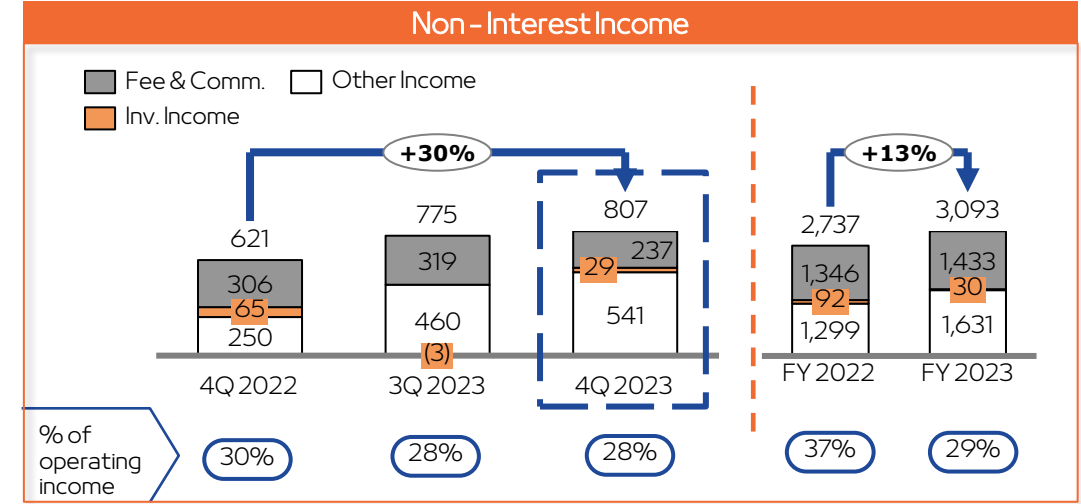 Non - Interest Income
Fee & Comm.
Other Income
Inv. Income
+30%
+13%
621
775
807
2,737
3,093
306
65
250
319
460
(3)
237
29
541
1,346
92
1,299
1,433
30
1,631
4Q 2022
3Q 2023
4Q 2023
FY 2022
FY 2023
% of
operating
income
30%
28%
28%
37%
29%